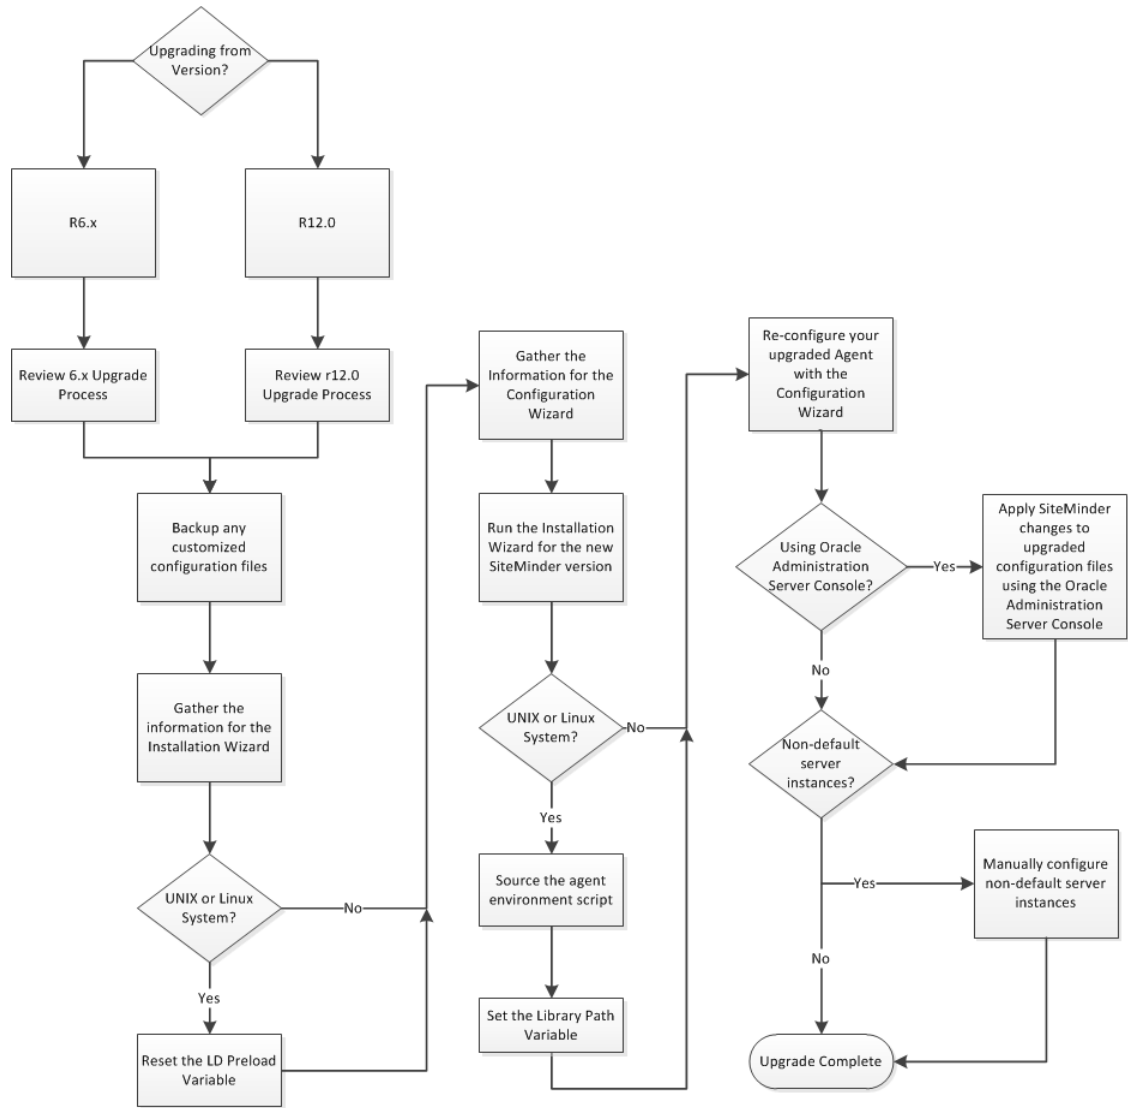 Upgrading from
Version?
R6.x
R12.0
Review 6.x Upgrade
Process
Review r12.0
Upgrade Process
Backup any
customized
configuration files
Gather the
information for the
Installation Wizard
UNIX or Linux
System?
No
Yes
Reset the LD Preload
Variable
Gather the
Information for the
Configuration
Wizard
Run the Installation
Wizard for the new
SiteMinder version
UNIX or Linux
System?
No
Yes
Source the agent
environment script
Set the Library Path
Variable
Re-configure your
upgraded Agent
with the
Configuration
Wizard
Using Oracle
Administration
Server Console?
Yes
Apply SiteMinder
changes to
upgraded
configuration files
using the Oracle
Administration
Server Console
No
Non-default
server
instances?
Yes
Manually configure
non-default server
instances
No
Upgrade Complete